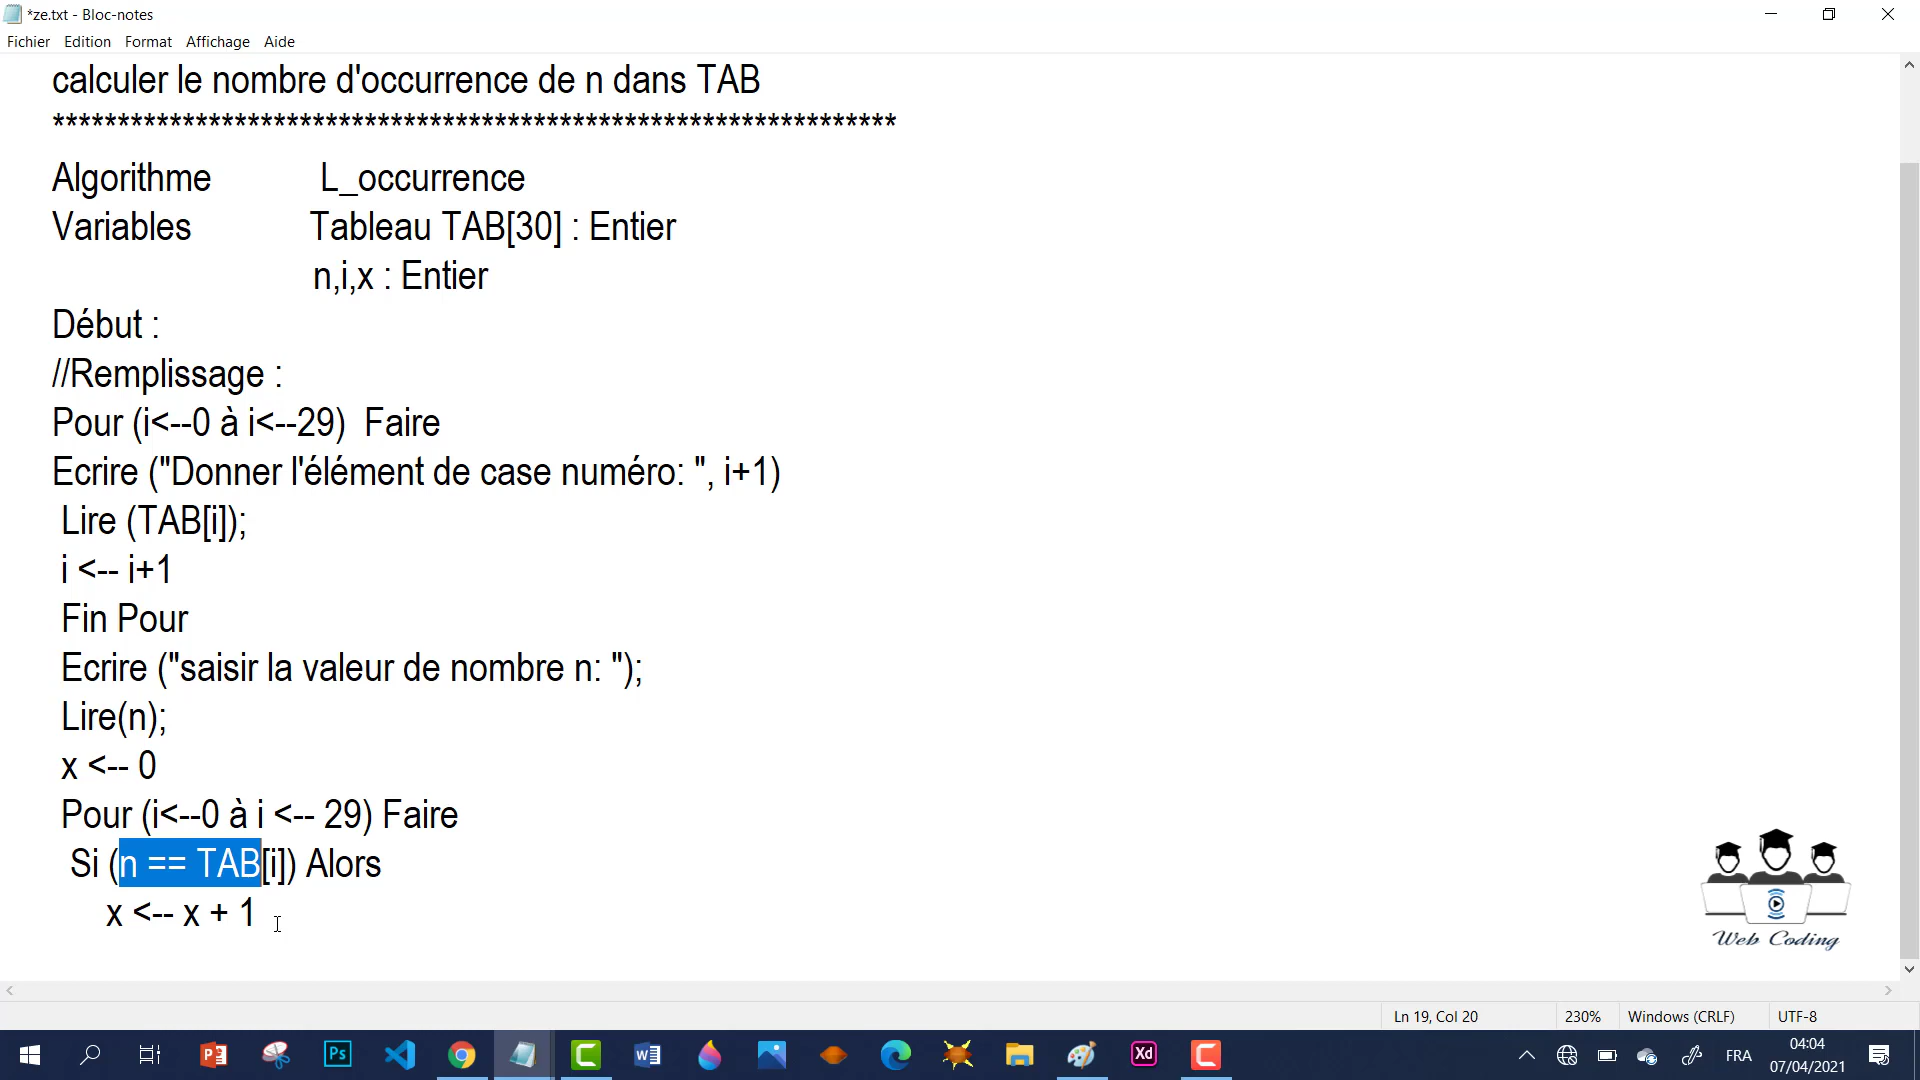 *ze.txt - Bloc-notes
Fichier Edition Format Affichage Aide
calculer le nombre d'occurrence de n dans TAB
*****************************************************************
Algorithme L_occurrence
Variables Tableau TAB[30] : Entier
n,i,x : Entier
Début :
//Remplissage :
Pour (i<--0 à i<--29) Faire
Ecrire ("Donner l'élément de case numéro: ", i+1)
Lire (TAB[i]);
i <-- i+1
Fin Pour
Ecrire ("saisir la valeur de nombre n: ");
Lire(n);
x <-- 0
Pour (i<--0 à i <-- 29) Faire
Si (n == TAB[i]) Alors
x <-- x + 1
Web Coding
Ln 19, Col 20 230% Windows (CRLF) UTF-8
Ps Xd FRA 04:04
07/04/2021